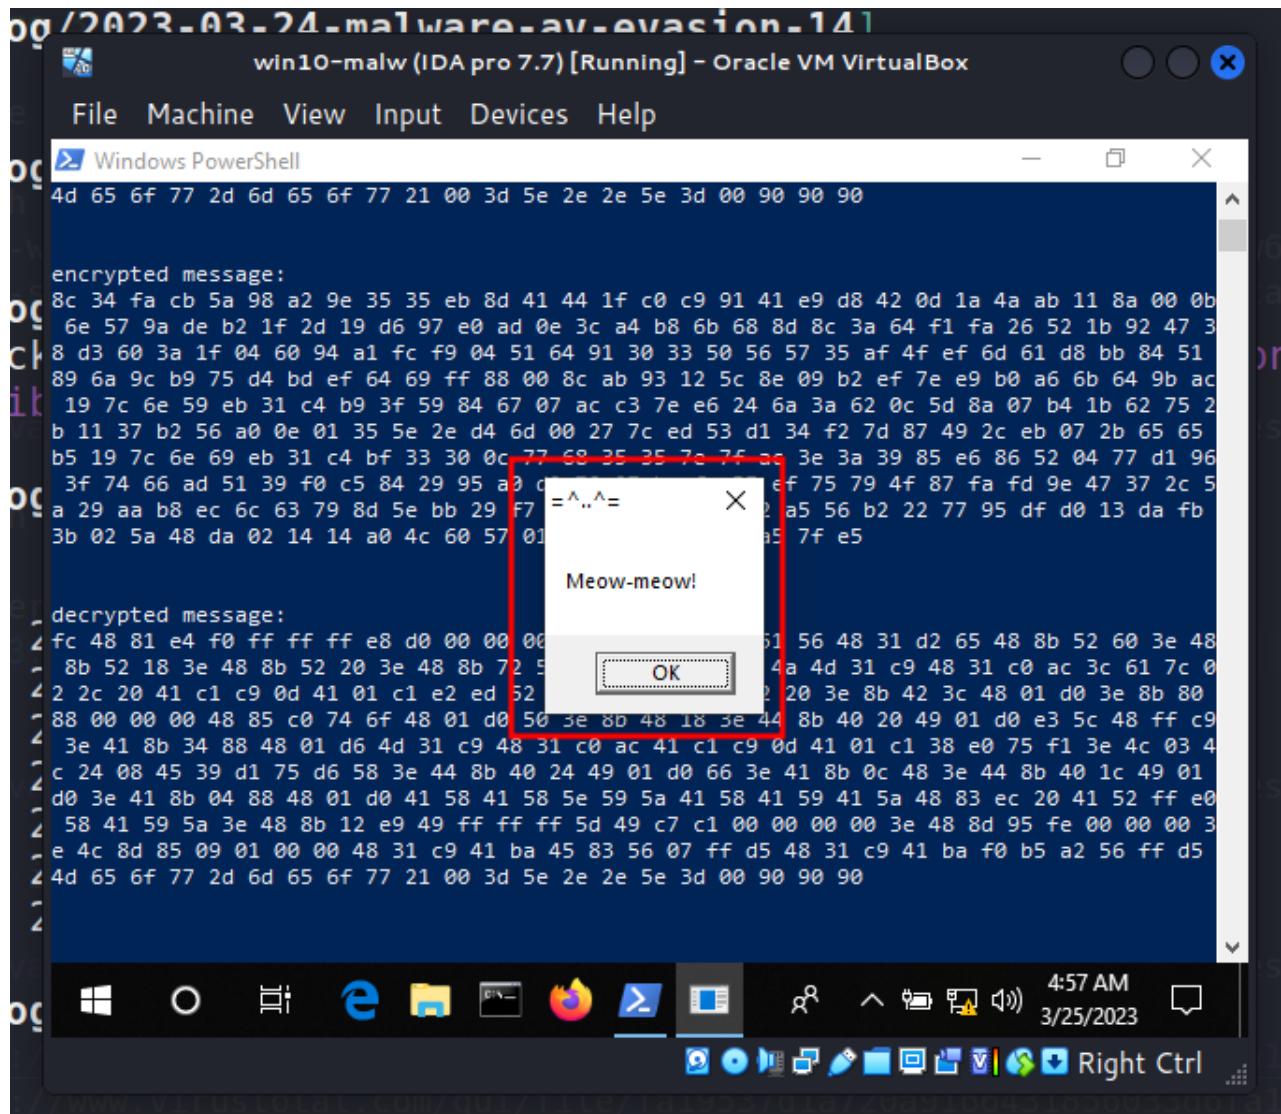 og/2023-03-24-malware-av-evasion-14]
win10-malw (IDA pro 7.7) [Running] - Oracle VM VirtualBox
File Machine View Input Devices Help
Windows PowerShell
4d 65 6f 77 2d 6d 65 6f 77 21 00 3d 5e 2e 2e 5e 3d 00 90 90 90
encrypted message:
8c 34 fa cb 5a 98 a2 9e 35 35 eb 8d 41 44 1f c0 c9 91 41 e9 d8 42 0d 1a 4a ab 11 8a 00 0b
6e 57 9a de b2 1f 2d 19 d6 97 e0 ad 0e 3c a4 b8 6b 68 8d 8c 3a 64 f1 fa 26 52 1b 92 47 3
8 d3 60 3a 1f 04 60 94 a1 fc f9 04 51 64 91 30 33 50 56 57 35 af 4f ef 6d 61 d8 bb 84 51
89 6a 9c b9 75 d4 bd ef 64 69 ff 88 00 8c ab 93 12 5c 8e 09 b2 ef 7e e9 b0 a6 6b 64 9b ac
19 7c 6e 59 eb 31 c4 b9 3f 59 84 67 07 ac c3 7e e6 24 6a 3a 62 0c 5d 8a 07 b4 1b 62 75 2
b 11 37 b2 56 a0 0e 01 35 5e 2e d4 6d 00 27 7c ed 53 d1 34 f2 7d 87 49 2c eb 07 2b 65 65
b5 19 7c 6e 69 eb 31 c4 bf 33 30 0c 77 68 35 35 7e 7f ac 3e 3a 39 85 e6 86 52 04 77 d1 96
3f 74 66 ad 51 39 f0 c5 84 29 95 a0 ef 75 79 4f 87 fa fd 9e 47 37 2c 5
a 29 aa b8 ec 6c 63 79 8d 5e bb 29 f7 a5 56 b2 22 77 95 df d0 13 da fb
3b 02 5a 48 da 02 14 14 a0 4c 60 57 01 a5 7f e5
=^..^=
Meow-meow!
OK
decrypted message:
fc 48 81 e4 f0 ff ff ff e8 d0 00 00 00 51 56 48 31 d2 65 48 8b 52 60 3e 48
8b 52 18 3e 48 8b 52 20 3e 48 8b 72 5 4a 4d 31 c9 48 31 c0 ac 3c 61 7c 0
2 2c 20 41 c1 c9 0d 41 01 c1 e2 ed 52 20 3e 8b 42 3c 48 01 d0 3e 8b 80
88 00 00 00 48 85 c0 74 6f 48 01 d0 50 3e 8b 48 18 3e 44 8b 40 20 49 01 d0 e3 5c 48 ff c9
3e 41 8b 34 88 48 01 d6 4d 31 c9 48 31 c0 ac 41 c1 c9 0d 41 01 c1 38 e0 75 f1 3e 4c 03 4
c 24 08 45 39 d1 75 d6 58 3e 44 8b 40 24 49 01 d0 66 3e 41 8b 0c 48 3e 44 8b 40 1c 49 01
d0 3e 41 8b 04 88 48 01 d0 41 58 41 58 5e 59 5a 41 58 41 59 41 5a 48 83 ec 20 41 52 ff e0
58 41 59 5a 3e 48 8b 12 e9 49 ff ff ff 5d 49 c7 c1 00 00 00 00 3e 48 8d 95 fe 00 00 00 3
e 4c 8d 85 09 01 00 00 48 31 c9 41 ba 45 83 56 07 ff d5 48 31 c9 41 ba f0 b5 a2 56 ff d5
4d 65 6f 77 2d 6d 65 6f 77 21 00 3d 5e 2e 2e 5e 3d 00 90 90 90
4:57 AM
3/25/2023
Right Ctrl